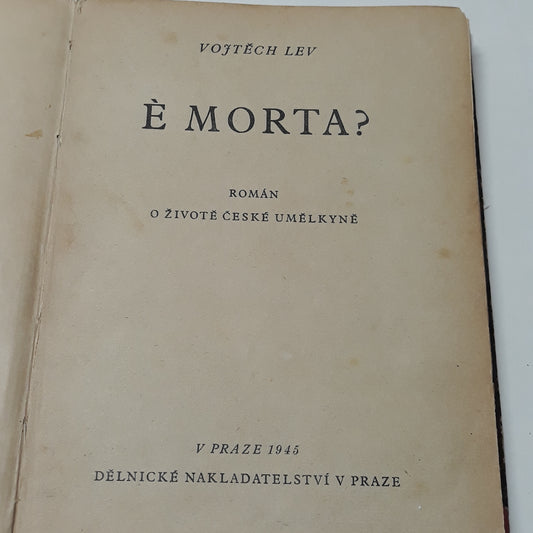 VOJTĚCH LEV
È MORTA?
ROMÁN
O ŽIVOTĚ ČESKÉ UMĚLKYNĚ
V PRAZE 1945
DĚLNICKÉ NAKLADATELSTVÍ V PRAZE